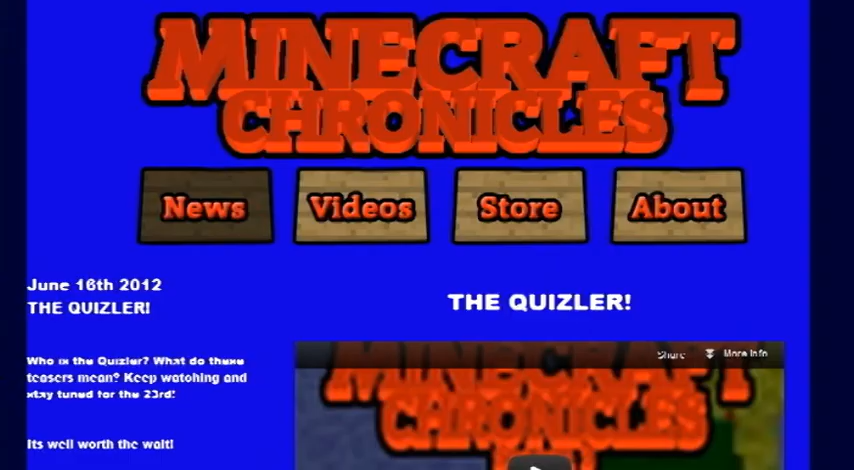 MINECRAFT
CHRONICLES
News
Videos
Store
About
June 16th 2012
THE QUIZLER!
Who is the Quizler? What do these
teasers mean? Keep watching and
stay tuned for the 23rd!
Its well worth the wait!
THE QUIZLER!
Share
More info
MINECRAFT
CHRONICLES